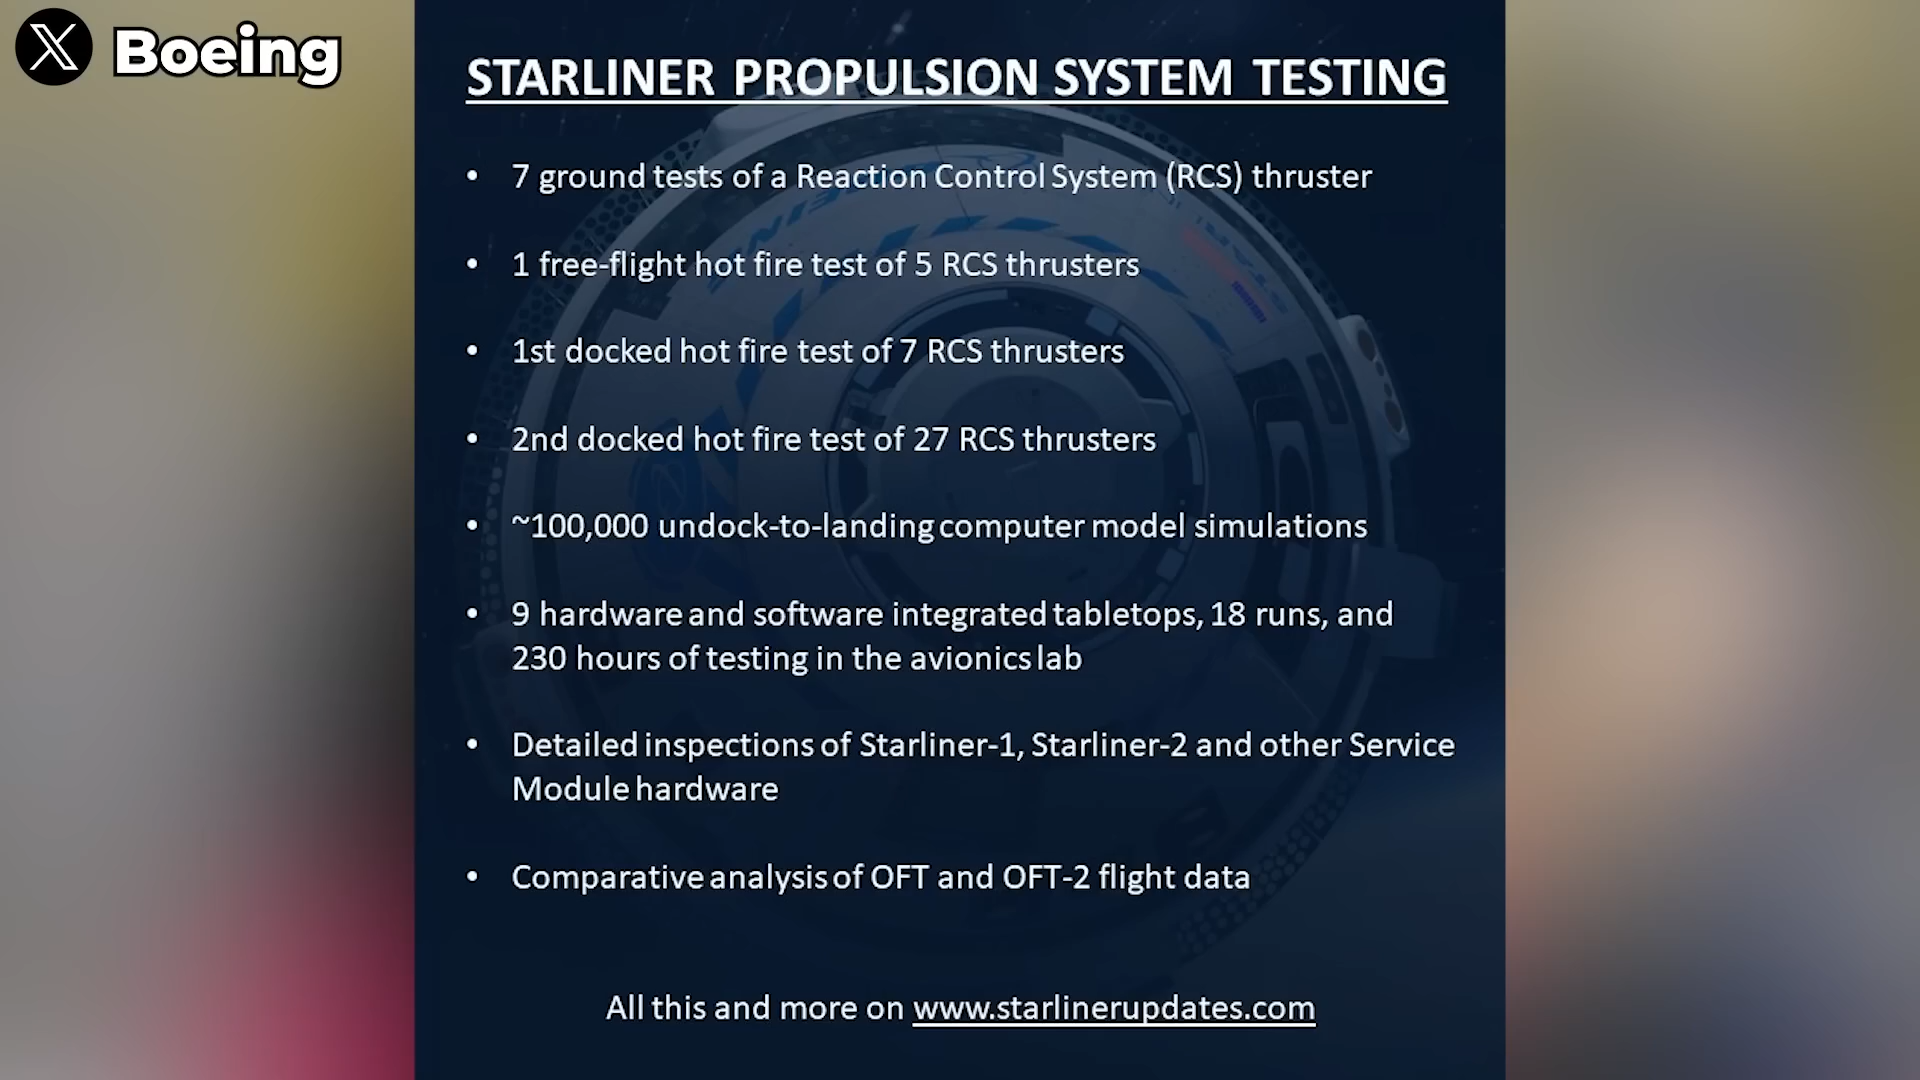 X Boeing
STARLINER PROPULSION SYSTEM TESTING
• 7 ground tests of a Reaction Control System (RCS) thruster
• 1 free-flight hot fire test of 5 RCS thrusters
• 1st docked hot fire test of 7 RCS thrusters
• 2nd docked hot fire test of 27 RCS thrusters
• ~100,000 undock-to-landing computer model simulations
• 9 hardware and software integrated tabletops, 18 runs, and
230 hours of testing in the avionics lab
• Detailed inspections of Starliner-1, Starliner-2 and other Service
Module hardware
• Comparative analysis of OFT and OFT-2 flight data
All this and more on www.starlinerupdates.com